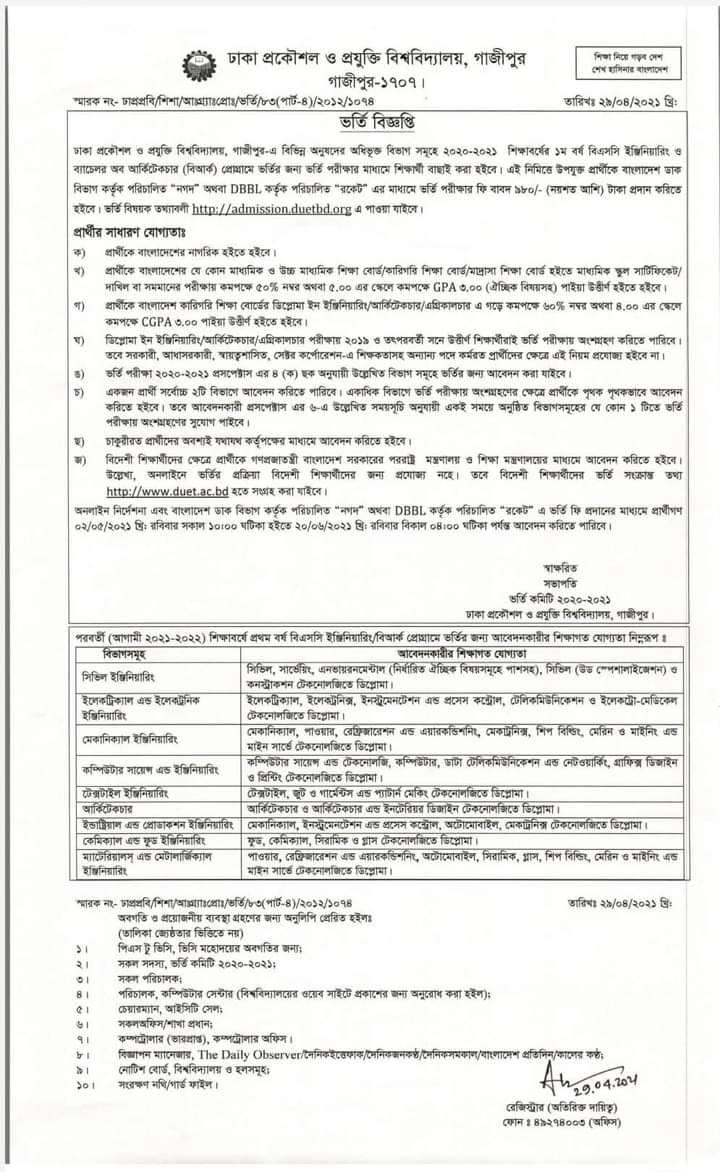 ঢাকা প্রকৌশল ও প্রযুক্তি বিশ্ববিদ্যালয়, গাজীপুর
গাজীপুর-১৭০৭।
শিক্ষা নিয়ে গড়ব দেশ
শেখ হাসিনার বাংলাদেশ
স্মারক নং- ঢাপ্রপ্রবি/শিশা/আঃগ্র্যাঃপ্রোঃ/ভর্তি/৮৩(পার্ট-৪)/২০১২/১০৭৪
তারিখঃ ২৯/০৪/২০২১ খ্রি:
ভর্তি বিজ্ঞপ্তি
ঢাকা প্রকৌশল ও প্রযুক্তি বিশ্ববিদ্যালয়, গাজীপুর-এ বিভিন্ন অনুষদের অধিভুক্ত বিভাগ সমূহে ২০২০-২০২১ শিক্ষাবর্ষের ১ম বর্ষ বিএসসি ইঞ্জিনিয়ারিং ও
ব্যাচেলর অব আর্কিটেকচার (বিআর্ক) প্রোগ্রামে ভর্তির জন্য ভর্তি পরীক্ষার মাধ্যমে শিক্ষার্থী বাছাই করা হইবে। এই নিমিত্তে উপযুক্ত প্রার্থীকে বাংলাদেশ ডাক
বিভাগ কর্তৃক পরিচালিত “নগদ” অথবা DBBL কর্তৃক পরিচালিত “রকেট” এর মাধ্যমে ভর্তি পরীক্ষার ফি বাবদ ৯৮০/- (নয়শত আশি) টাকা প্রদান করিতে
হইবে। ভর্তি বিষয়ক তথ্যাবলী http://admission.duetbd.org এ পাওয়া যাইবে।
প্রার্থীর সাধারণ যোগ্যতাঃ
ক) প্রার্থীকে বাংলাদেশের নাগরিক হইতে হইবে।
খ) প্রার্থীকে বাংলাদেশের যে কোন মাধ্যমিক ও উচ্চ মাধ্যমিক শিক্ষা বোর্ড/কারিগরি শিক্ষা বোর্ড/মাদ্রাসা শিক্ষা বোর্ড হইতে মাধ্যমিক স্কুল সার্টিফিকেট/
দাখিল বা সমমানের পরীক্ষায় কমপক্ষে ৫০% নম্বর অথবা ৫.০০ এর স্কেলে কমপক্ষে GPA ৩.০০ (ঐচ্ছিক বিষয়সহ) পাইয়া উত্তীর্ণ হইতে হইবে।
গ) প্রার্থীকে বাংলাদেশ কারিগরি শিক্ষা বোর্ডের ডিপ্লোমা ইন ইঞ্জিনিয়ারিং/আর্কিটেকচার/এগ্রিকালচার এ গড়ে কমপক্ষে ৬০% নম্বর অথবা ৪.০০ এর স্কেলে
কমপক্ষে CGPA ৩.০০ পাইয়া উত্তীর্ণ হইতে হইবে।
ঘ) ডিপ্লোমা ইন ইঞ্জিনিয়ারিং/আর্কিটেকচার/এগ্রিকালচার পরীক্ষায় ২০১৯ ও তৎপরবর্তী সনে উত্তীর্ণ শিক্ষার্থীরাই ভর্তি পরীক্ষায় অংশগ্রহণ করিতে পারিবে।
তবে সরকারী, আধাসরকারী, স্বায়ত্বশাসিত, সেক্টর কর্পোরেশন-এ শিক্ষকতাসহ অন্যান্য পদে কর্মরত প্রার্থীদের ক্ষেত্রে এই নিয়ম প্রযোজ্য হইবে না।
ঙ) ভর্তি পরীক্ষা ২০২০-২০২১ প্রসপেক্টাস এর ৪ (ক) ছক অনুযায়ী উল্লেখিত বিভাগ সমূহে ভর্তির জন্য আবেদন করা যাইবে।
চ) একজন প্রার্থী সর্বোচ্চ ২টি বিভাগে আবেদন করিতে পারিবে। একাধিক বিভাগে ভর্তি পরীক্ষায় অংশগ্রহণের ক্ষেত্রে প্রার্থীকে পৃথক পৃথকভাবে আবেদন
করিতে হইবে। তবে আবেদনকারী প্রসপেক্টাস এর ৬-এ উল্লেখিত সময়সূচি অনুযায়ী একই সময়ে অনুষ্ঠিত বিভাগসমূহের যে কোন ১ টিতে ভর্তি
পরীক্ষায় অংশগ্রহণের সুযোগ পাইবে।
ছ) চাকুরীরত প্রার্থীদের অবশ্যই যথাযথ কর্তৃপক্ষের মাধ্যমে আবেদন করিতে হইবে।
জ) বিদেশী শিক্ষার্থীদের ক্ষেত্রে প্রার্থীকে গণপ্রজাতন্ত্রী বাংলাদেশ সরকারের পররাষ্ট্র মন্ত্রণালয় ও শিক্ষা মন্ত্রণালয়ের মাধ্যমে আবেদন করিতে হইবে।
উল্লেখ্য, অনলাইনে ভর্তির প্রক্রিয়া বিদেশী শিক্ষার্থীদের জন্য প্রযোজ্য নহে। তবে বিদেশী শিক্ষার্থীদের ভর্তি সংক্রান্ত তথ্য
http://www.duet.ac.bd হতে সংগ্রহ করা যাইবে।
অনলাইন নির্দেশনা এবং বাংলাদেশ ডাক বিভাগ কর্তৃক পরিচালিত “নগদ” অথবা DBBL কর্তৃক পরিচালিত “রকেট” এ ভর্তি ফি প্রদানের মাধ্যমে প্রার্থীগণ
০২/০৫/২০২১ খ্রি: রবিবার সকাল ১০:০০ ঘটিকা হইতে ২০/০৬/২০২১ খ্রি: রবিবার বিকাল ০৪:০০ ঘটিকা পর্যন্ত আবেদন করিতে পারিবে।
স্বাক্ষরিত
সভাপতি
ভর্তি কমিটি ২০২০-২০২১
ঢাকা প্রকৌশল ও প্রযুক্তি বিশ্ববিদ্যালয়, গাজীপুর।
পরবর্তী (আগামী ২০২১-২০২২) শিক্ষাবর্ষে প্রথম বর্ষ বিএসসি ইঞ্জিনিয়ারিং/বিআর্ক প্রোগ্রামে ভর্তির জন্য আবেদনকারীর শিক্ষাগত যোগ্যতা নিম্নরূপ ঃ
বিভাগসমূহ
আবেদনকারীর শিক্ষাগত যোগ্যতা
সিভিল ইঞ্জিনিয়ারিং
সিভিল, সার্ভেয়িং, এনভায়রনমেন্টাল (নির্ধারিত ঐচ্ছিক বিষয়সমূহে পাশসহ), সিভিল (উড স্পেশালাইজেশন) ও
কনস্ট্রাকশন টেকনোলজিতে ডিপ্লোমা।
ইলেকট্রিক্যাল এন্ড ইলেকট্রনিক
ইঞ্জিনিয়ারিং
ইলেকট্রিক্যাল, ইলেকট্রনিক্স, ইনস্ট্রুমেনটেশন এন্ড প্রসেস কন্ট্রোল, টেলিকমিউনিকেশন ও ইলেকট্রো-মেডিকেল
টেকনোলজিতে ডিপ্লোমা।
মেকানিক্যাল ইঞ্জিনিয়ারিং
মেকানিক্যাল, পাওয়ার, রেফ্রিজারেশন এন্ড এয়ারকন্ডিশনিং, মেকাট্রনিক্স, শিপ বিল্ডিং, মেরিন ও মাইনিং এন্ড
মাইন সার্ভে টেকনোলজিতে ডিপ্লোমা।
কম্পিউটার সায়েন্স এন্ড ইঞ্জিনিয়ারিং
কম্পিউটার সায়েন্স এন্ড টেকনোলজি, কম্পিউটার, ডাটা টেলিকমিউনিকেশন এন্ড নেটওয়ার্কিং, গ্রাফিক্স ডিজাইন
ও প্রিন্টিং টেকনোলজিতে ডিপ্লোমা।
টেক্সটাইল ইঞ্জিনিয়ারিং
টেক্সটাইল, জুট ও গার্মেন্টস এন্ড প্যাটার্ন মেকিং টেকনোলজিতে ডিপ্লোমা।
আর্কিটেকচার
আর্কিটেকচার ও আর্কিটেকচার এন্ড ইনটেরিয়র ডিজাইন টেকনোলজিতে ডিপ্লোমা।
ইন্ডাষ্ট্রিয়াল এন্ড প্রোডাকশন ইঞ্জিনিয়ারিং
মেকানিক্যাল, ইনস্ট্রুমেনটেশন এন্ড প্রসেস কন্ট্রোল, অটোমোবাইল, মেকাট্রনিক্স টেকনোলজিতে ডিপ্লোমা।
কেমিক্যাল এন্ড ফুড ইঞ্জিনিয়ারিং
ফুড, কেমিক্যাল, সিরামিক ও গ্লাস টেকনোলজিতে ডিপ্লোমা।
ম্যাটেরিয়ালস্ এন্ড মেটালার্জিক্যাল
ইঞ্জিনিয়ারিং
পাওয়ার, রেফ্রিজারেশন এন্ড এয়ারকন্ডিশনিং, অটোমোবাইল, সিরামিক, গ্লাস, শিপ বিল্ডিং, মেরিন ও মাইনিং এন্ড
মাইন সার্ভে টেকনোলজিতে ডিপ্লোমা।
স্মারক নং- ঢাপ্রপ্রবি/শিশা/আঃগ্র্যাঃপ্রোঃ/ভর্তি/৮৩(পার্ট-৪)/২০১২/১০৭৪
তারিখঃ ২৯/০৪/২০২১ খ্রি:
অবগতি ও প্রয়োজনীয় ব্যবস্থা গ্রহণের জন্য অনুলিপি প্রেরিত হইলঃ
(তালিকা জ্যেষ্ঠতার ভিত্তিতে নয়)
১। পিএস টু ভিসি, ভিসি মহোদয়ের অবগতির জন্য;
২। সকল সদস্য, ভর্তি কমিটি ২০২০-২০২১;
৩। সকল পরিচালক;
৪। পরিচালক, কম্পিউটার সেন্টার (বিশ্ববিদ্যালয়ের ওয়েব সাইটে প্রকাশের জন্য অনুরোধ করা হইল);
৫। চেয়ারম্যান, আইসিটি সেল;
৬। সকলঅফিস/শাখা প্রধান;
৭। কম্পট্রোলার (ভারপ্রাপ্ত), কম্পট্রোলার অফিস।
৮। বিজ্ঞাপন ম্যানেজার, The Daily Observer/দৈনিকইত্তেফাক/দৈনিকজনকণ্ঠ/দৈনিকসমকাল/বাংলাদেশ প্রতিদিন/কালের কণ্ঠ;
৯। নোটিশ বোর্ড, বিশ্ববিদ্যালয় ও হলসমূহ;
১০। সংরক্ষণ নথি/গার্ড ফাইল।
29.04.2021
রেজিস্ট্রার (অতিরিক্ত দায়িত্ব)
ফোন ঃ ৪৯২৭৪০০৩ (অফিস)